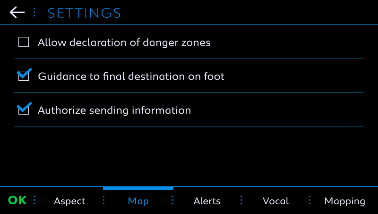 SETTINGS
Allow declaration of danger zones
Guidance to final destination on foot
Authorize sending information
OK Aspect Map Alerts Vocal Mapping